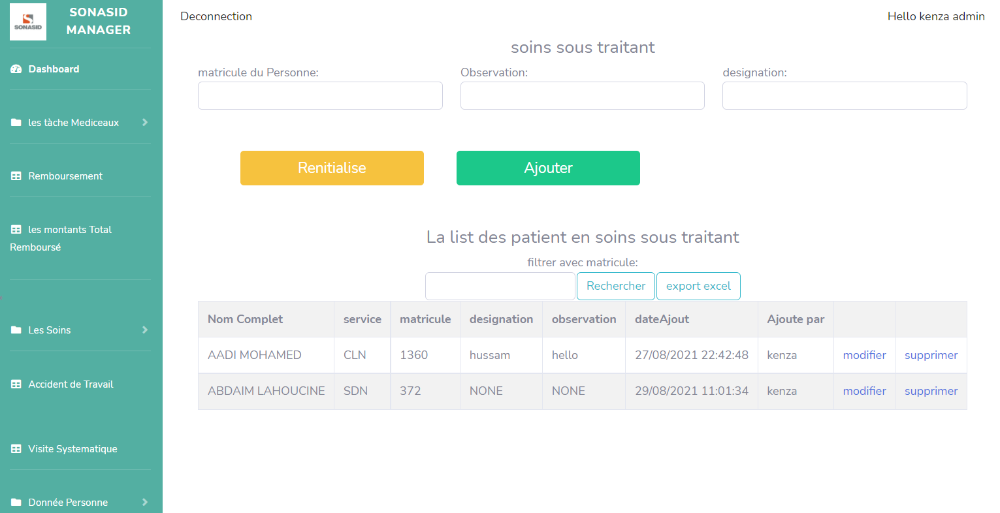 SONASID
SONASID
MANAGER
Dashboard
les tàche Mediceaux
Remboursement
les montants Total
Remboursé
Les Soins
Accident de Travail
Visite Systematique
Donnée Personne
Deconnection
Hello kenza admin
soins sous traitant
matricule du Personne: Observation: designation:
Renitialise Ajouter
La list des patient en soins sous traitant
filtrer avec matricule:
Rechercher export excel
Nom Complet service matricule designation observation dateAjout Ajoute par
AADI MOHAMED CLN 1360 hussam hello 27/08/2021 22:42:48 kenza modifier supprimer
ABDAIM LAHOUCINE SDN 372 NONE NONE 29/08/2021 11:01:34 kenza modifier supprimer